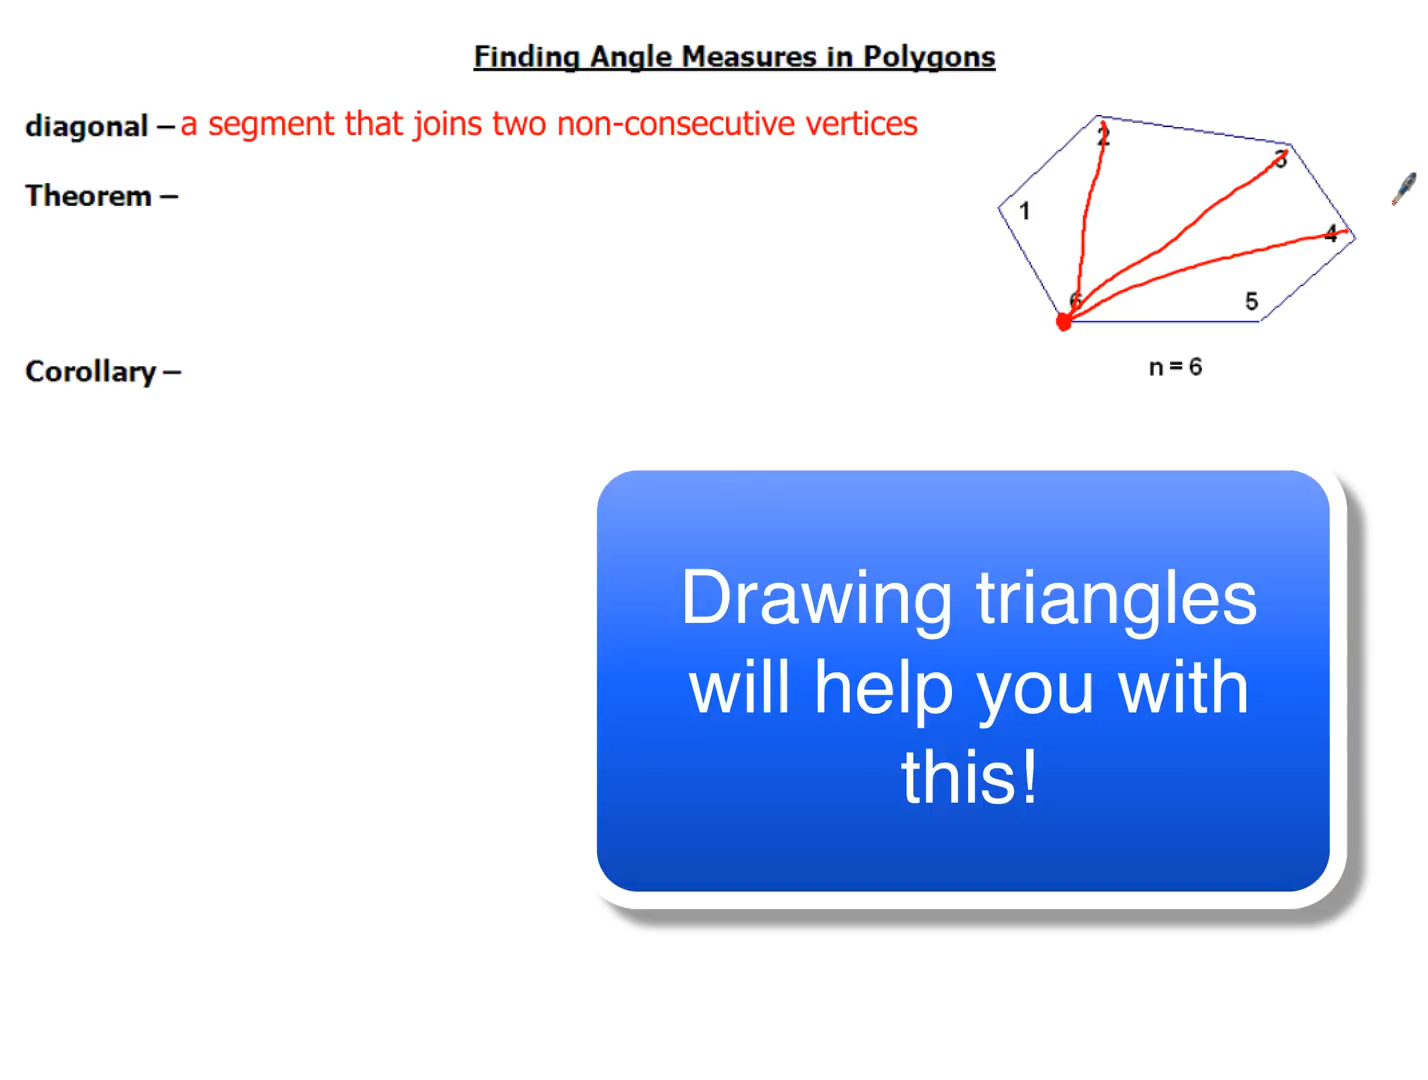 Finding Angle Measures in Polygons
diagonal – a segment that joins two non-consecutive vertices
Theorem –
Corollary –
2
3
1
4
6
5
n = 6
Drawing triangles
will help you with
this!